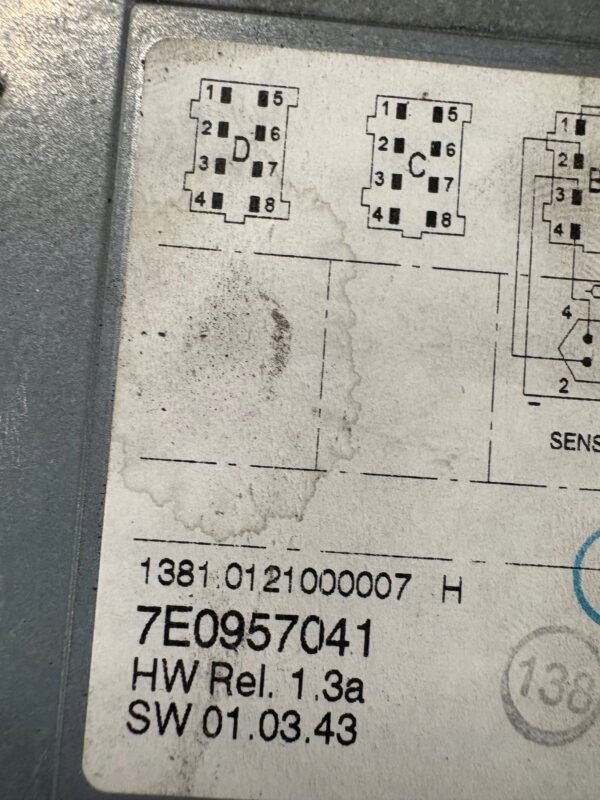 1 5 1 5 1
2 6 2 6 2
D C B
3 7 3 7 3
4 8 4 8 4
4
2
-
SENS
1381.0121000007 H
7E0957041
HW Rel. 1.3a
SW 01.03.43
138